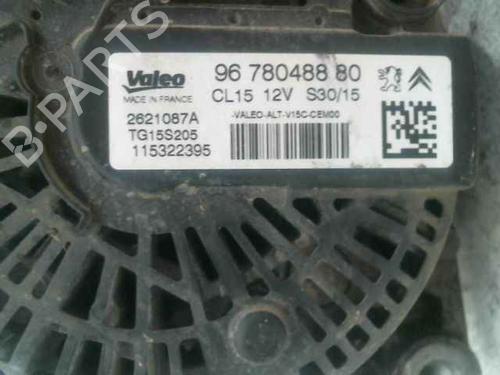 Valeo
MADE IN FRANCE
2621087A
TG15S205
115322395
96 780488 80
CL15 12V S30/15
-VALEO-ALT-V15C-CEM00
B-Parts